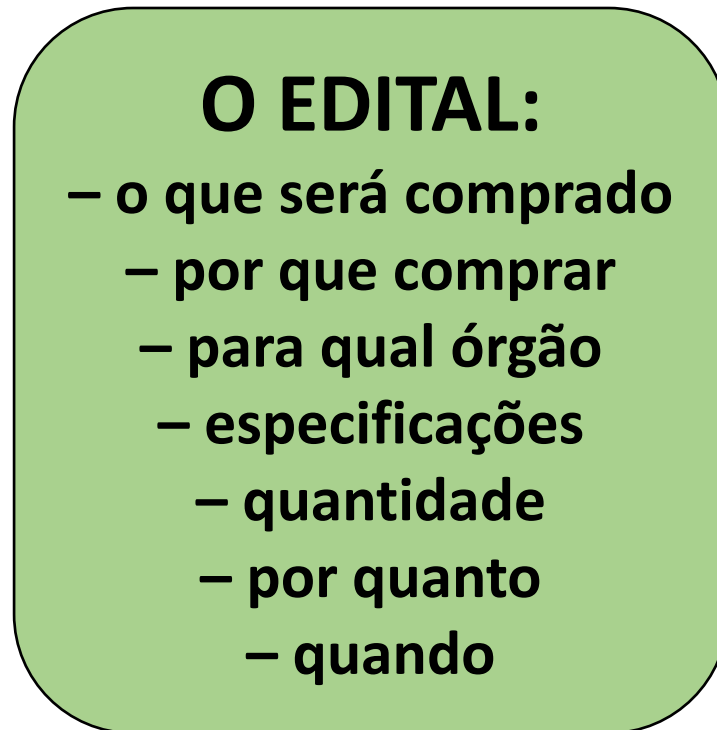 O EDITAL:
– o que será comprado
– por que comprar
– para qual órgão
– especificações
– quantidade
– por quanto
– quando